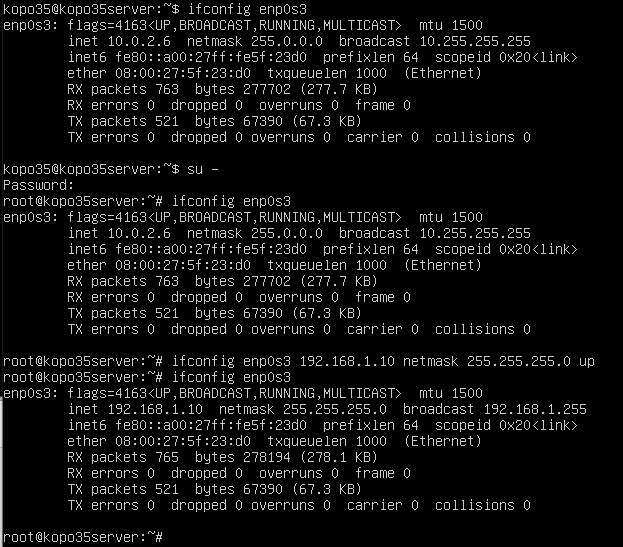 kopo35@kopo35server:~$ ifconfig enp0s3
enp0s3: flags=4163<UP,BROADCAST,RUNNING,MULTICAST>  mtu 1500
        inet 10.0.2.6  netmask 255.0.0.0  broadcast 10.255.255.255
        inet6 fe80::a00:27ff:fe5f:23d0  prefixlen 64  scopeid 0x20<link>
        ether 08:00:27:5f:23:d0  txqueuelen 1000  (Ethernet)
        RX packets 763  bytes 277702 (277.7 KB)
        RX errors 0  dropped 0  overruns 0  frame 0
        TX packets 521  bytes 67390 (67.3 KB)
        TX errors 0  dropped 0 overruns 0  carrier 0  collisions 0

kopo35@kopo35server:~$ su -
Password:
root@kopo35server:~# ifconfig enp0s3
enp0s3: flags=4163<UP,BROADCAST,RUNNING,MULTICAST>  mtu 1500
        inet 10.0.2.6  netmask 255.0.0.0  broadcast 10.255.255.255
        inet6 fe80::a00:27ff:fe5f:23d0  prefixlen 64  scopeid 0x20<link>
        ether 08:00:27:5f:23:d0  txqueuelen 1000  (Ethernet)
        RX packets 763  bytes 277702 (277.7 KB)
        RX errors 0  dropped 0  overruns 0  frame 0
        TX packets 521  bytes 67390 (67.3 KB)
        TX errors 0  dropped 0 overruns 0  carrier 0  collisions 0

root@kopo35server:~# ifconfig enp0s3 192.168.1.10 netmask 255.255.255.0 up
root@kopo35server:~# ifconfig enp0s3
enp0s3: flags=4163<UP,BROADCAST,RUNNING,MULTICAST>  mtu 1500
        inet 192.168.1.10  netmask 255.255.255.0  broadcast 192.168.1.255
        inet6 fe80::a00:27ff:fe5f:23d0  prefixlen 64  scopeid 0x20<link>
        ether 08:00:27:5f:23:d0  txqueuelen 1000  (Ethernet)
        RX packets 765  bytes 278194 (278.1 KB)
        RX errors 0  dropped 0  overruns 0  frame 0
        TX packets 521  bytes 67390 (67.3 KB)
        TX errors 0  dropped 0 overruns 0  carrier 0  collisions 0

root@kopo35server:~#